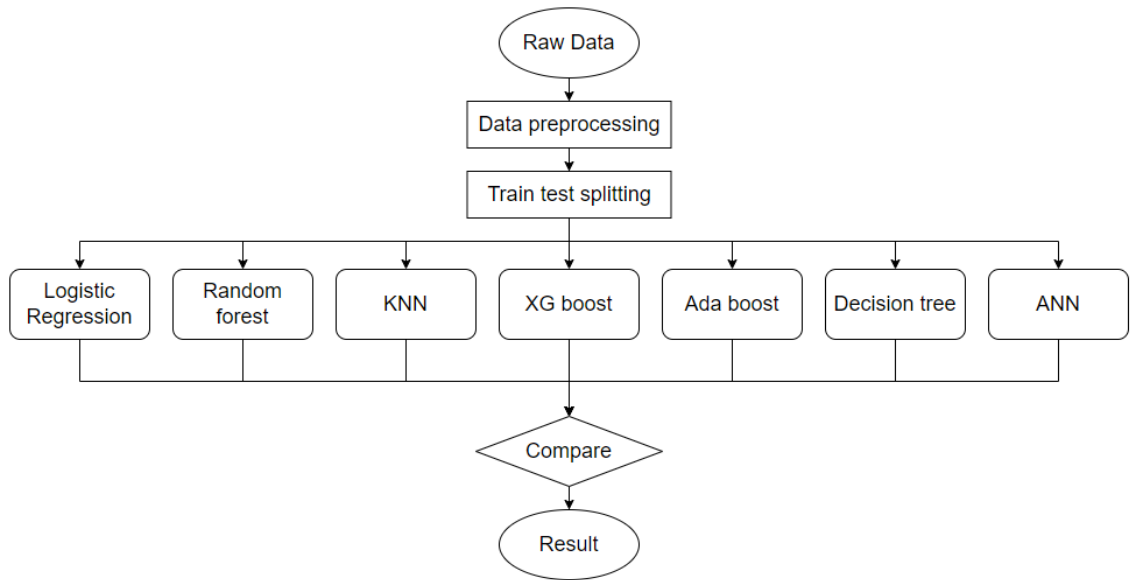 Raw Data
Data preprocessing
Train test splitting
Logistic
Regression
Random
forest
KNN
XG boost
Ada boost
Decision tree
ANN
Compare
Result